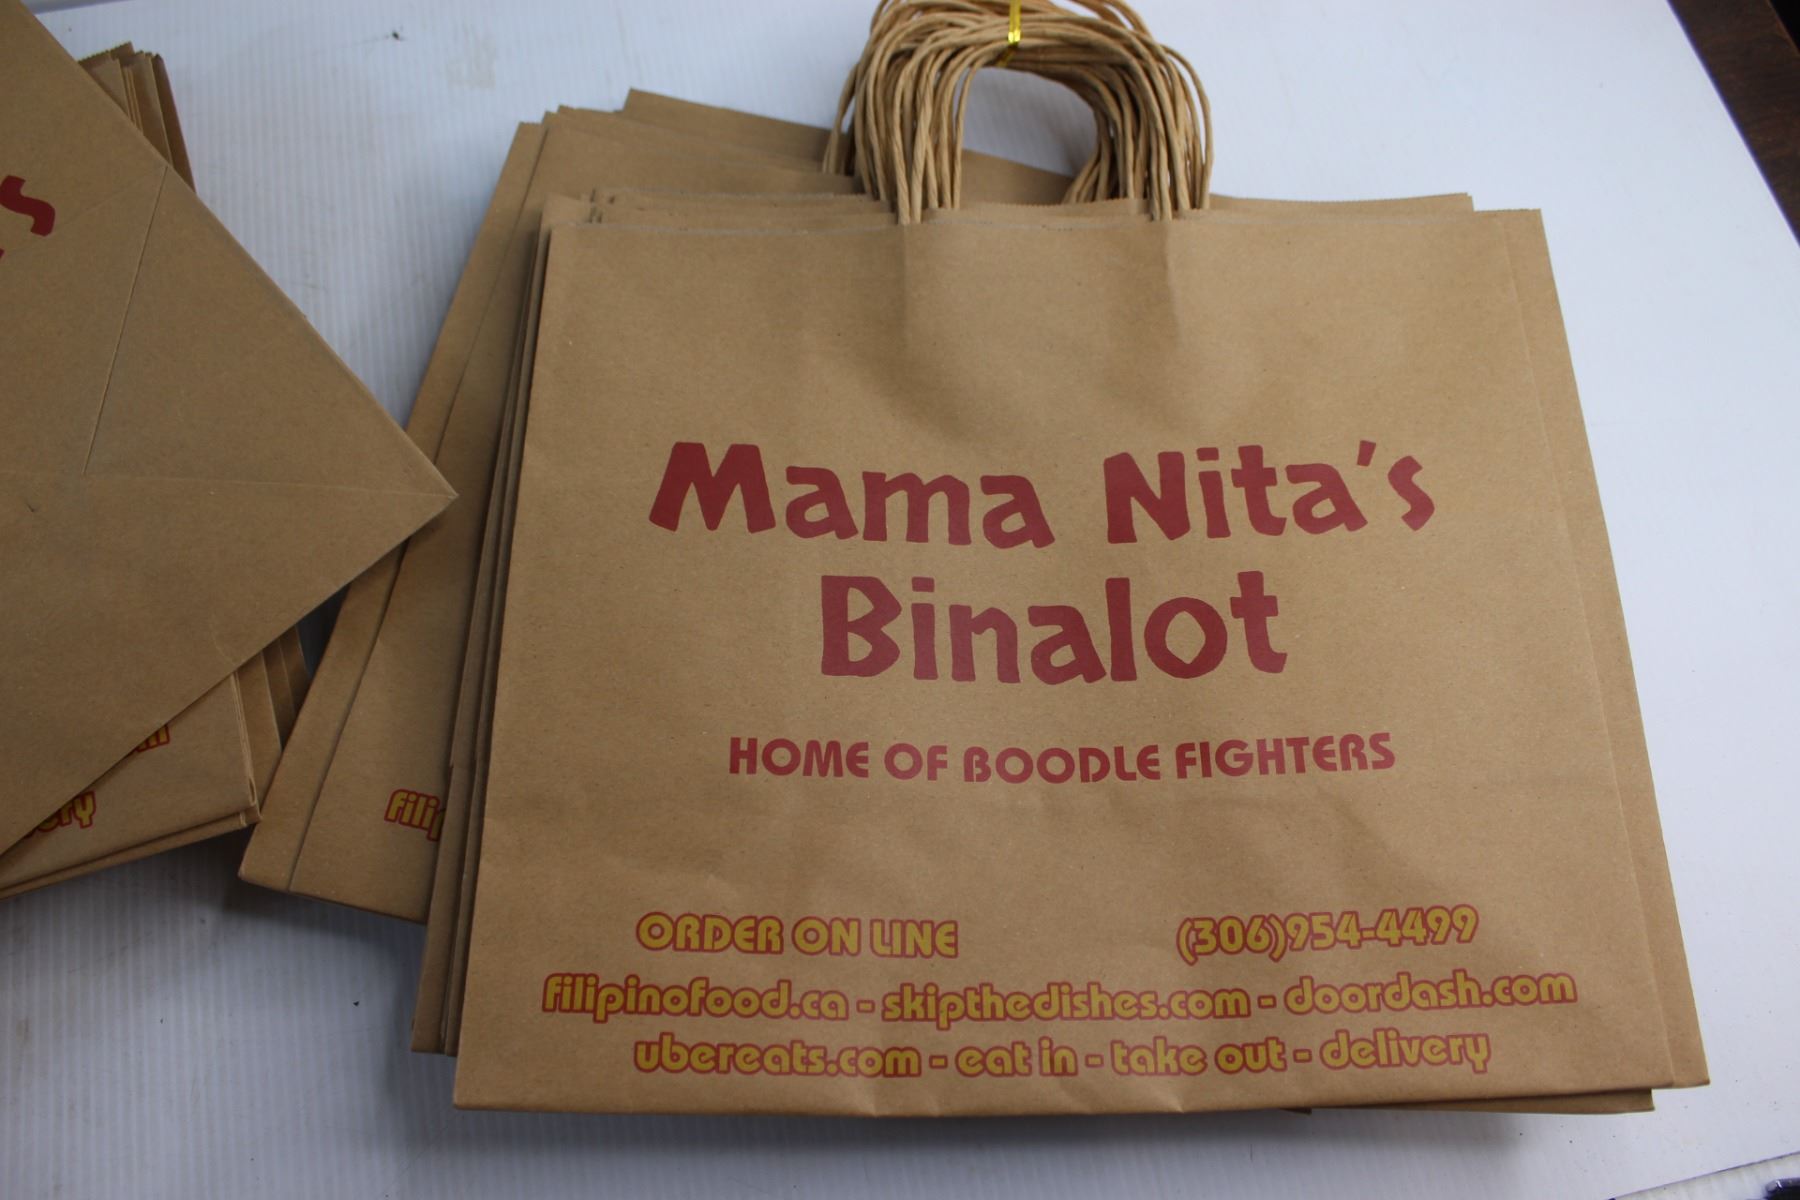 Mama Nita's
Binalot
HOME OF BOODLE FIGHTERS
ORDER ON LINE (306)954-4499
filipinofood.ca - skipthedishes.com - doordash.com
ubereats.com - eat in - take out - delivery